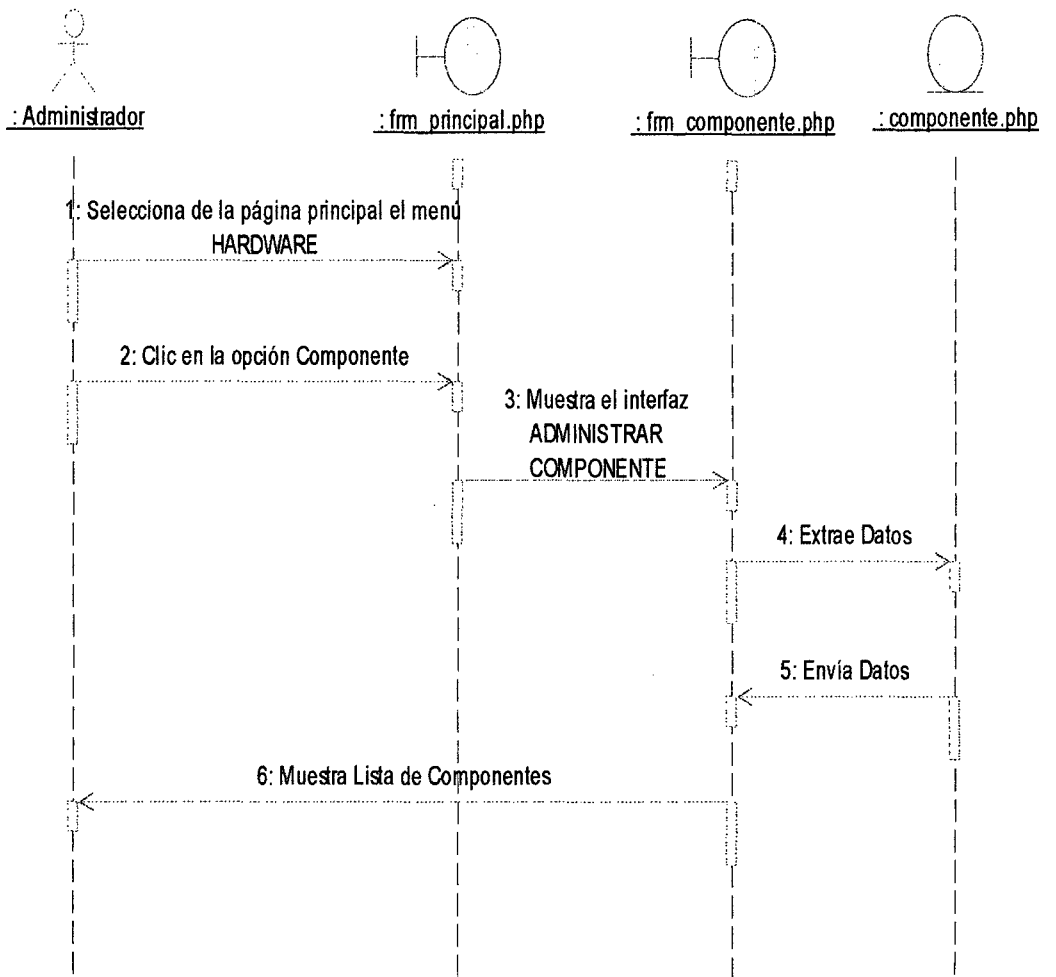 : Administrador
: frm_principal.php
: frm_componente.php
: componente.php
1: Selecciona de la página principal el menú
HARDWARE
2: Clic en la opción Componente
3: Muestra el interfaz
ADMINISTRAR
COMPONENTE
4: Extrae Datos
5: Envía Datos
6: Muestra Lista de Componentes